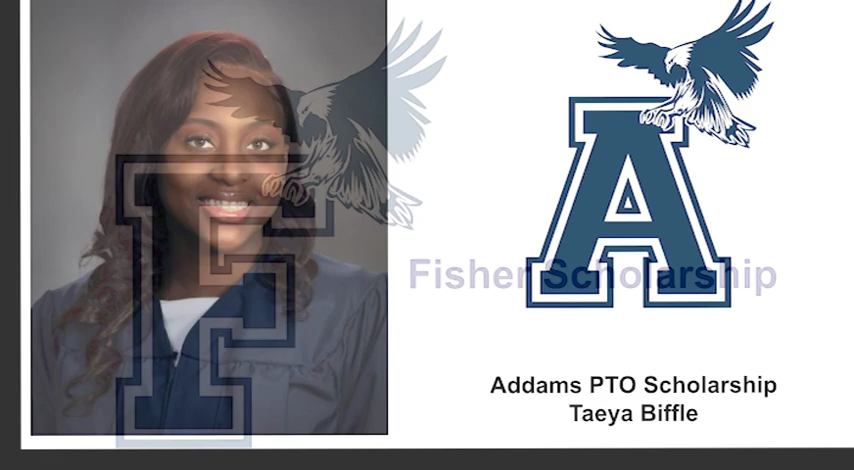 F
A
Fisher Scholarship
Addams PTO Scholarship
Taeya Biffle